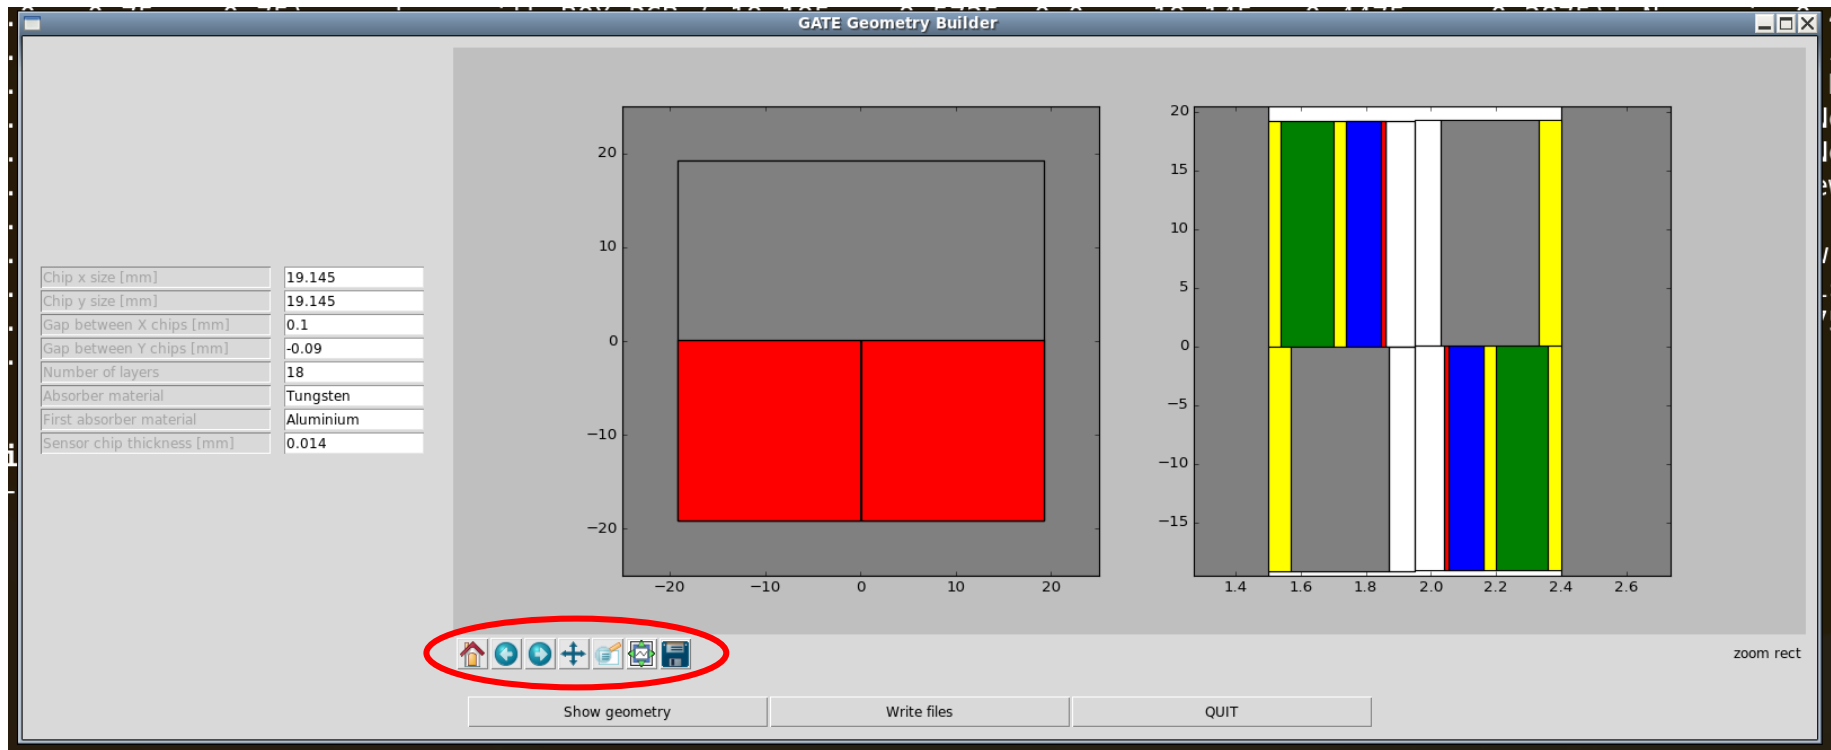 GATE Geometry Builder
Chip x size [mm] 19.145
Chip y size [mm] 19.145
Gap between X chips [mm] 0.1
Gap between Y chips [mm] -0.09
Number of layers 18
Absorber material Tungsten
First absorber material Aluminium
Sensor chip thickness [mm] 0.014
20
10
0
−10
−20
−20 −10 0 10 20
20
15
10
5
0
−5
−10
−15
1.4 1.6 1.8 2.0 2.2 2.4 2.6
zoom rect
Show geometry Write files QUIT